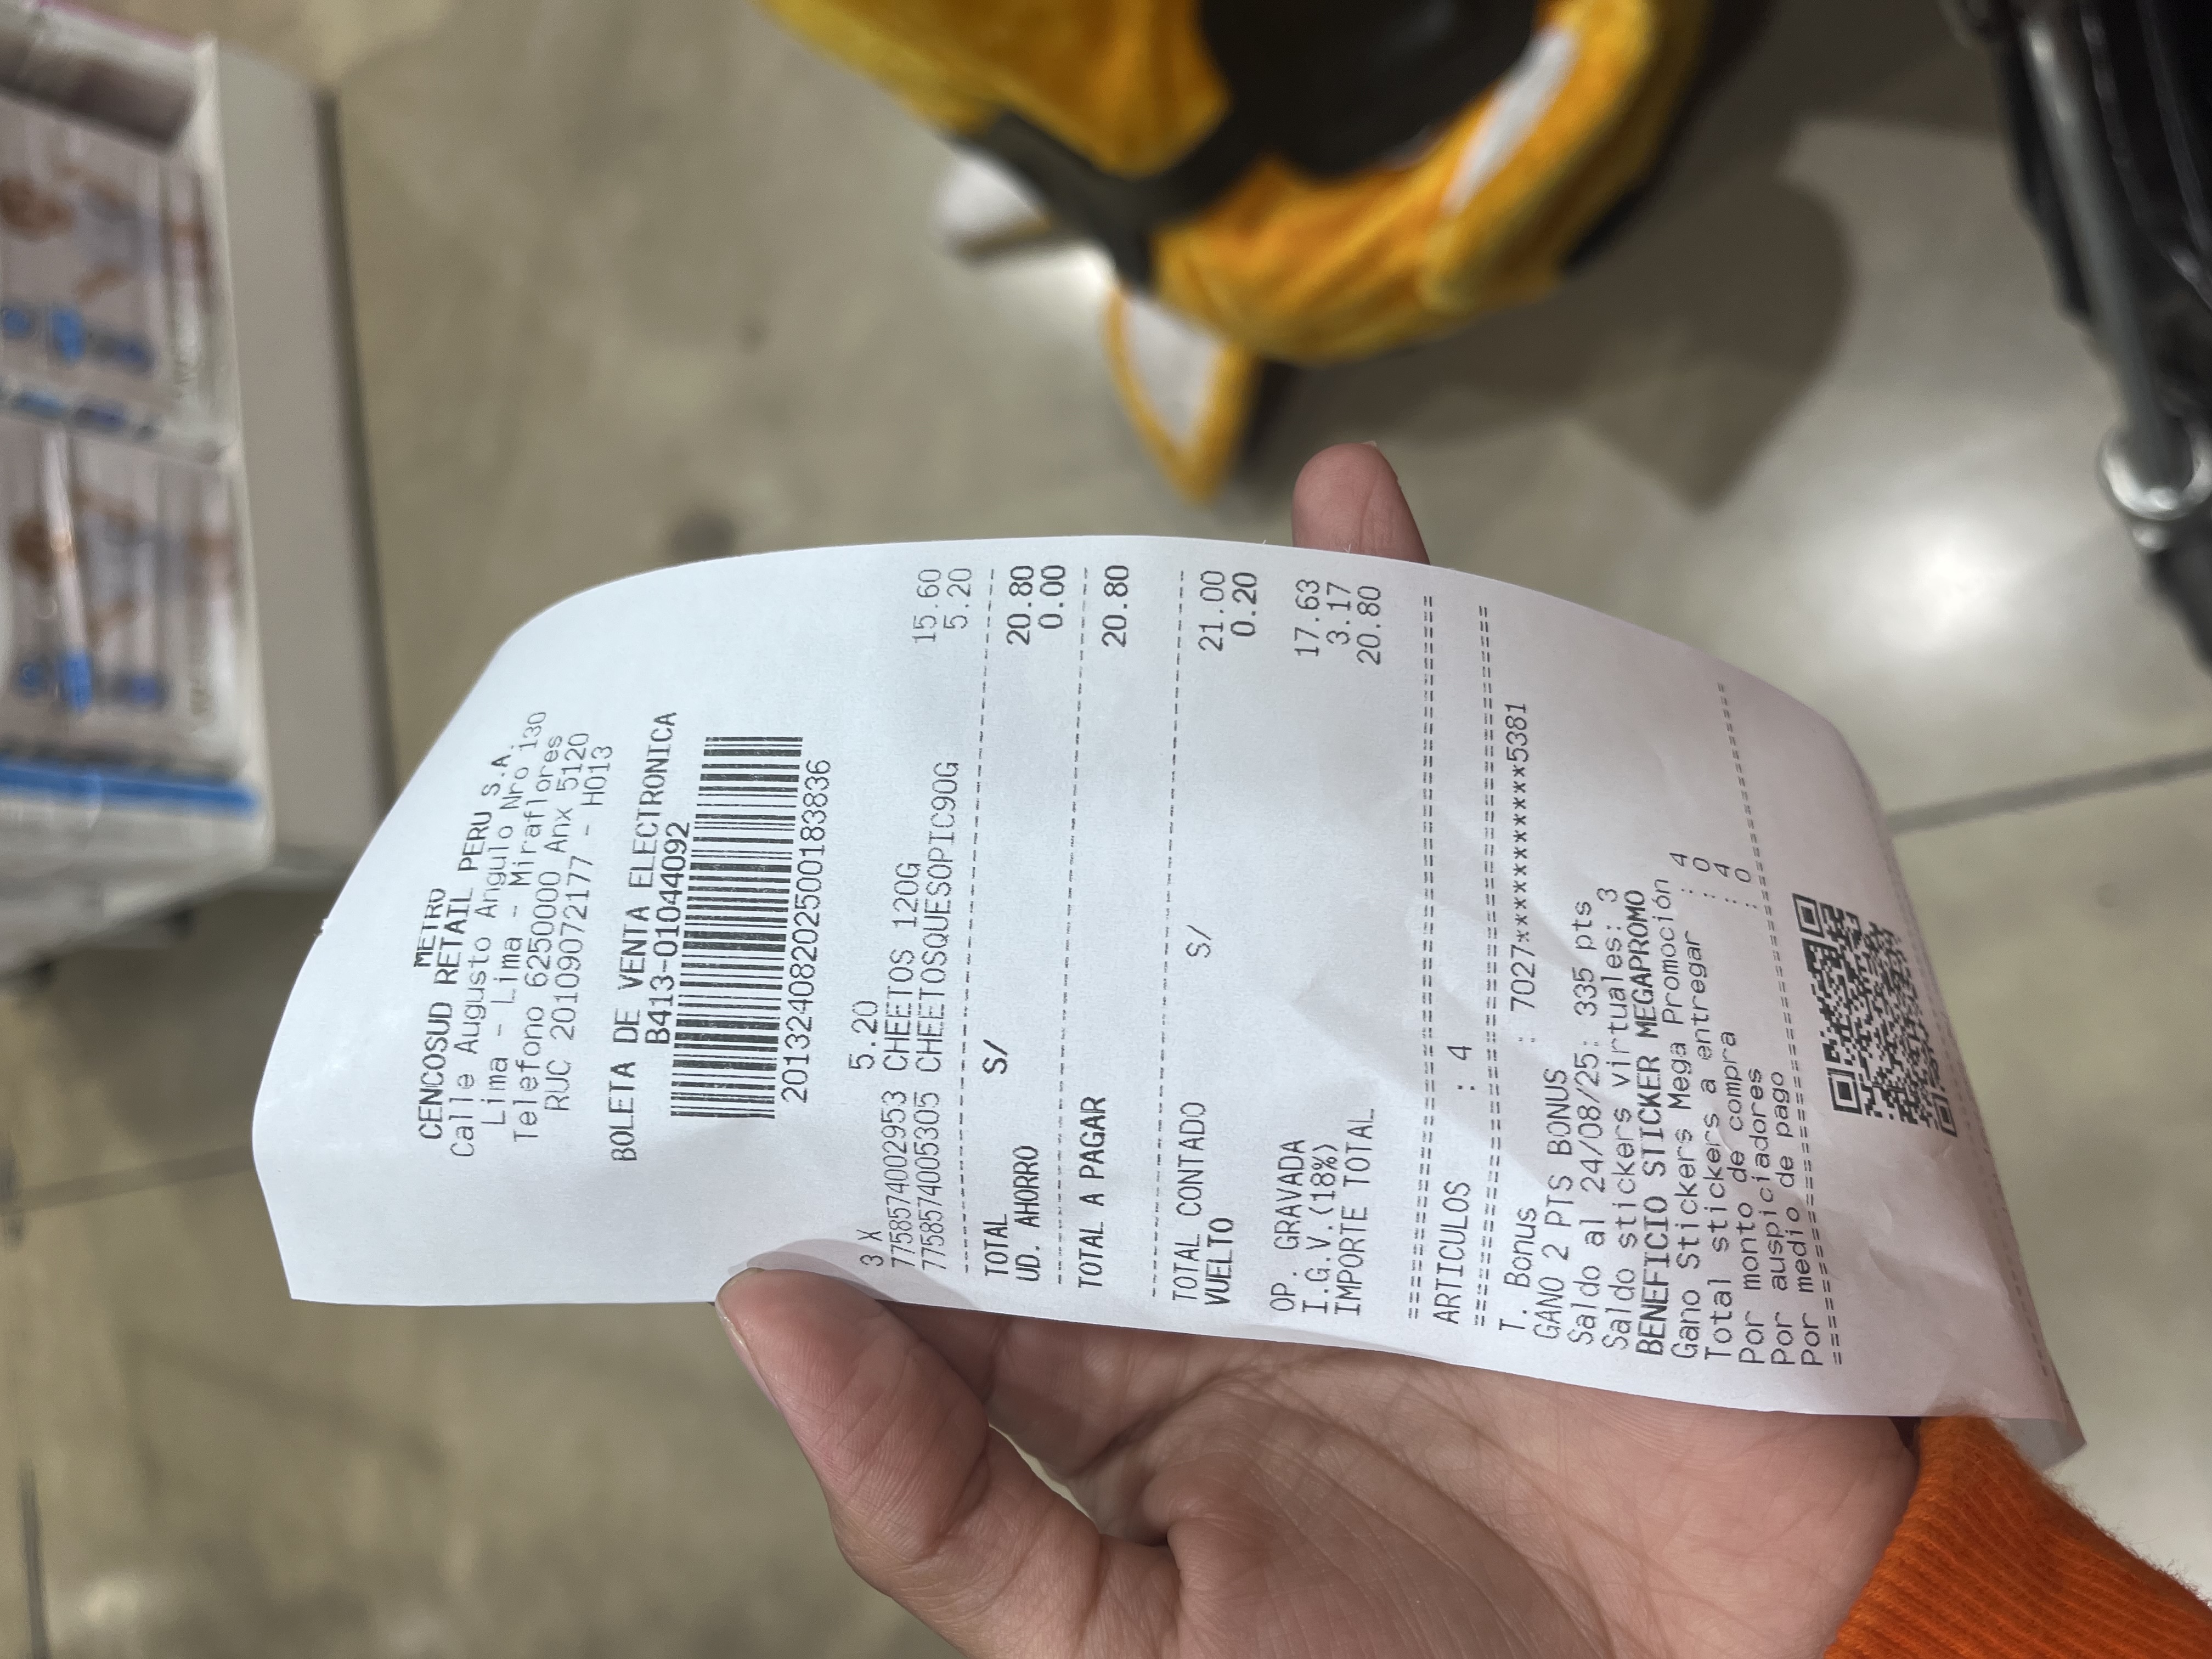 METRO
CENCOSUD RETAIL PERU S.A.
Calle Augusto Angulo Nro 130
Lima - Lima - Miraflores
Telefono 6250000 Anx 5120
RUC 20109072177 - H013
BOLETA DE VENTA ELECTRONICA
B413-01044092
20132408202500183836
3 X 5.20
7758574002953 CHEETOS 120G 15.60
7758574005305 CHEETOSQUESOPIC90G 5.20
TOTAL S/ 20.80
UD. AHORRO 0.00
TOTAL A PAGAR 20.80
TOTAL CONTADO S/ 21.00
VUELTO 0.20
OP. GRAVADA 17.63
I.G.V.(18%) 3.17
IMPORTE TOTAL 20.80
ARTICULOS : 4
T. Bonus : 7027***********5381
GANO 2 PTS BONUS
Saldo al 24/08/25: 335 pts
Saldo stickers virtuales: 3
BENEFICIO STICKER MEGAPROMO
Gano Stickers Mega Promoción
Total stickers a entregar : 4
Por monto de compra : 0
Por auspiciadores : 4
Por medio de pago : 0